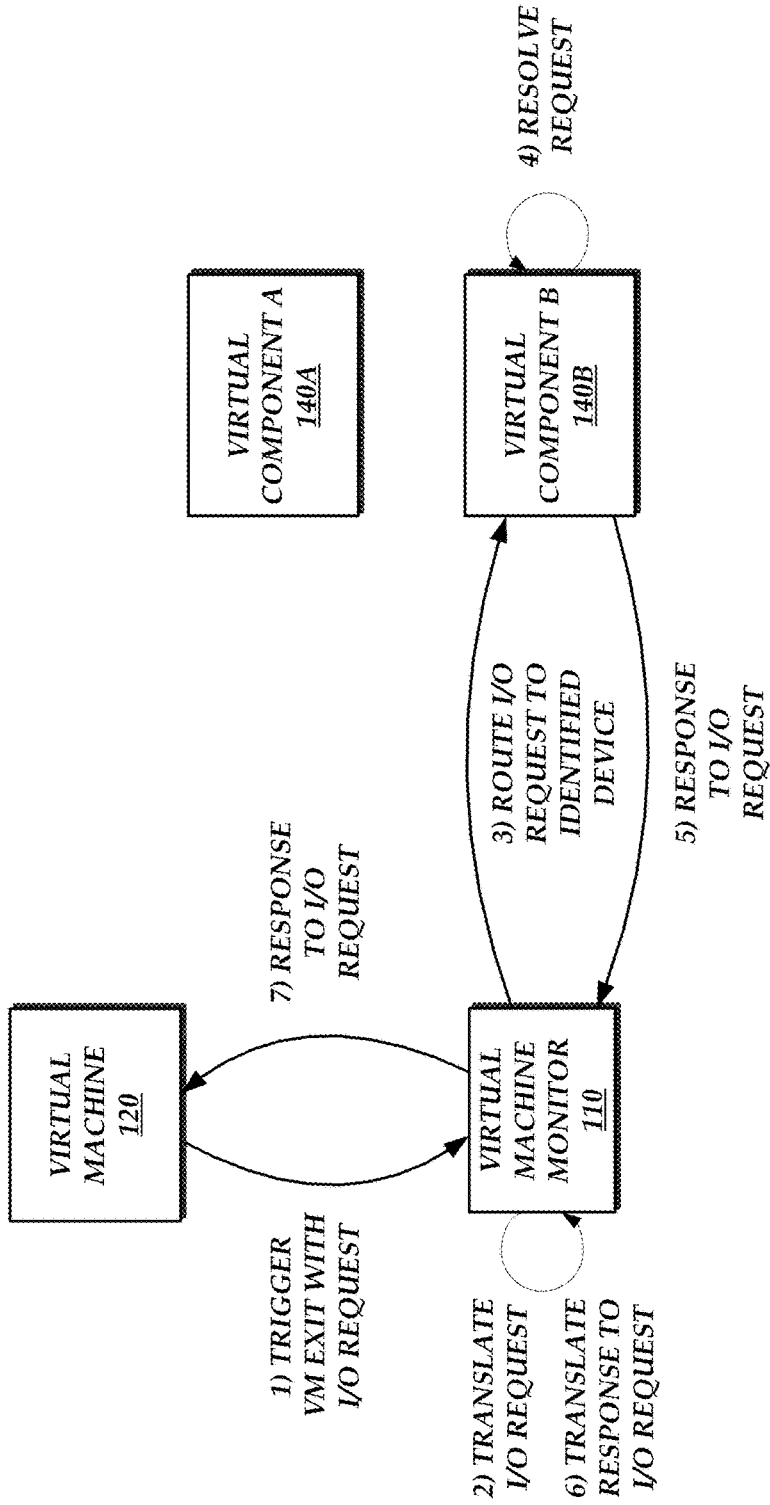 VIRTUAL
MACHINE
120
1) TRIGGER
VM EXIT WITH
I/O REQUEST
7) RESPONSE
TO I/O
REQUEST
VIRTUAL
COMPONENT A
140A
2) TRANSLATE
I/O REQUEST
6) TRANSLATE
RESPONSE TO
I/O REQUEST
VIRTUAL
MACHINE
MONITOR
110
3) ROUTE I/O
REQUEST TO
IDENTIFIED
DEVICE
5) RESPONSE
TO I/O
REQUEST
VIRTUAL
COMPONENT B
140B
4) RESOLVE
REQUEST